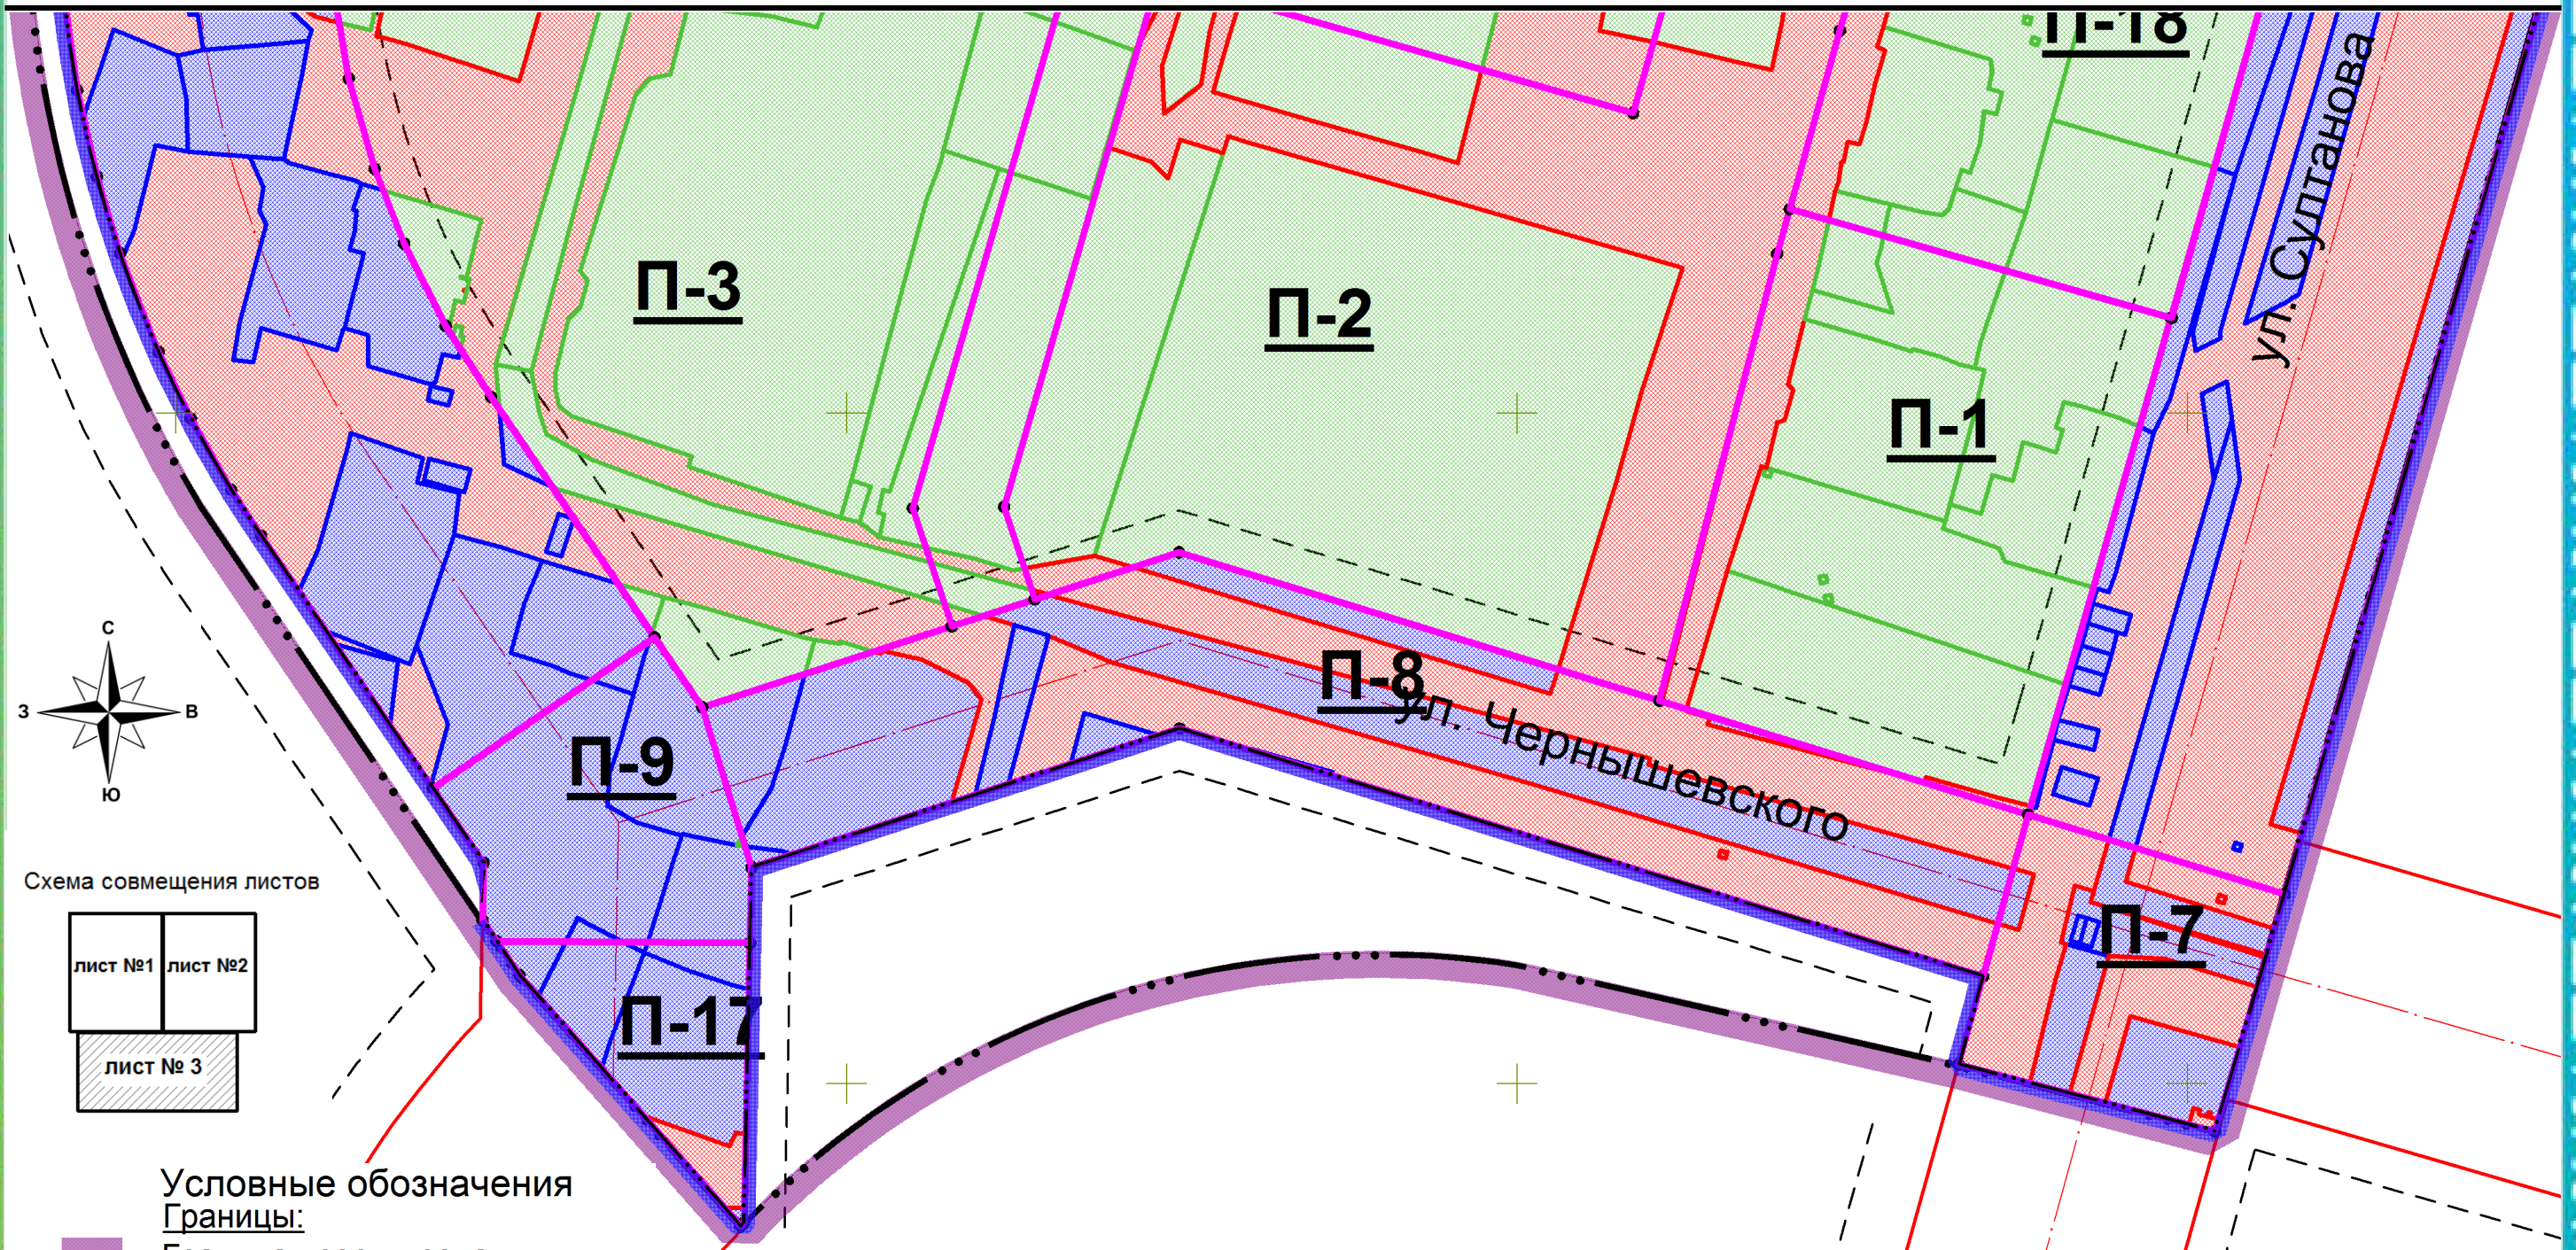 П-18
ул. Султанова
П-3
П-2
П-1
П-8
ул. Чернышевского
С
З
В
Ю
П-9
П-7
П-17
Схема совмещения листов
лист №1
лист №2
лист № 3
Условные обозначения
Границы: